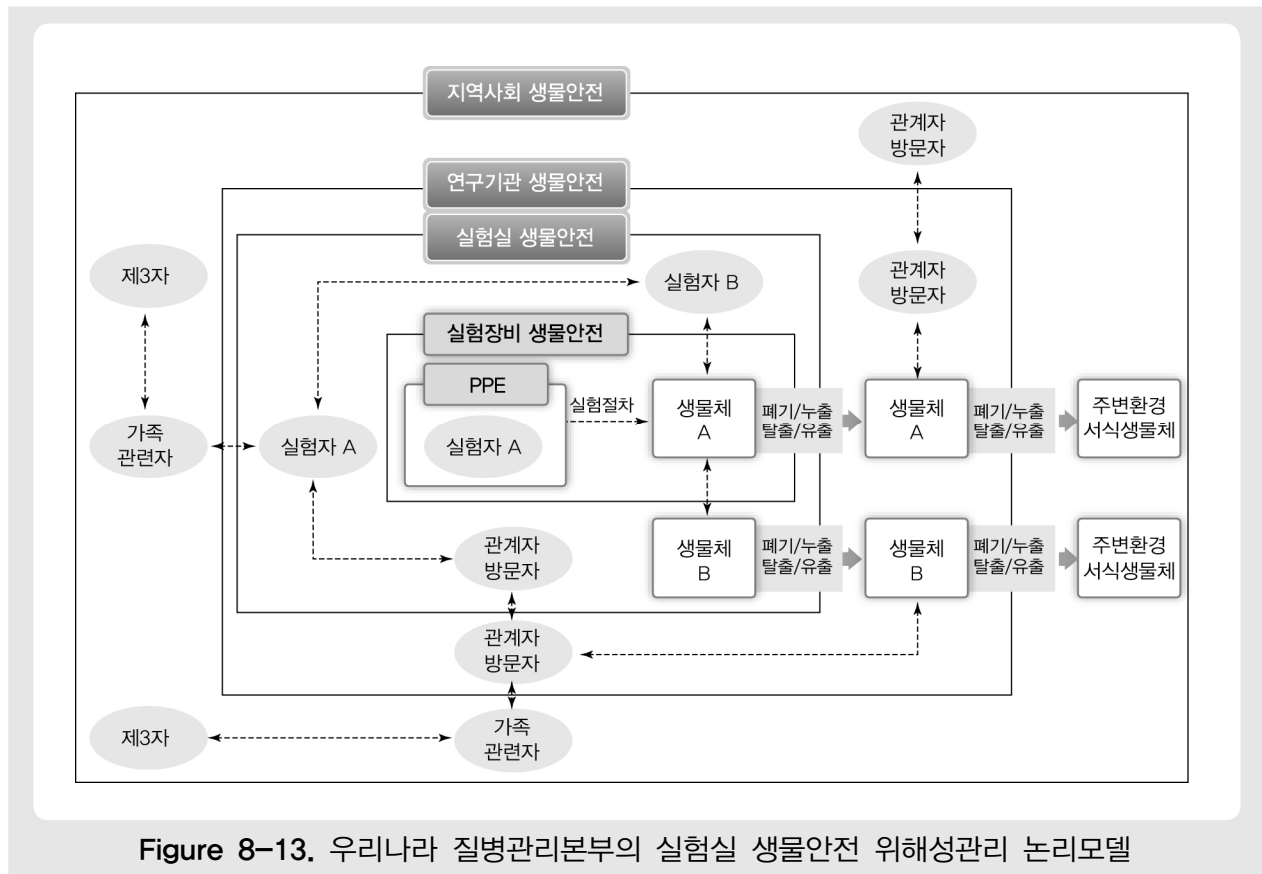 지역사회 생물안전
관계자
방문자
연구기관 생물안전
실험실 생물안전
제3자
실험자 B
관계자
방문자
실험장비 생물안전
PPE
실험절차
생물체
A
폐기/누출
탈출/유출
생물체
A
폐기/누출
탈출/유출
주변환경
서식생물체
가족
관련자
실험자 A
실험자 A
관계자
방문자
생물체
B
폐기/누출
탈출/유출
생물체
B
폐기/누출
탈출/유출
주변환경
서식생물체
관계자
방문자
제3자
가족
관련자
Figure 8-13. 우리나라 질병관리본부의 실험실 생물안전 위해성관리 논리모델